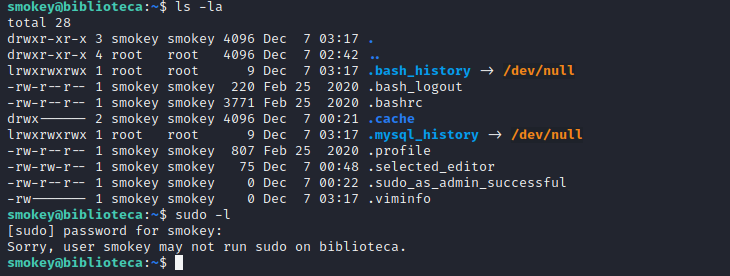 smokey@biblioteca:~$ ls -la
total 28
drwxr-xr-x 3 smokey smokey 4096 Dec  7 03:17 .
drwxr-xr-x 4 root   root   4096 Dec  7 02:42 ..
lrwxrwxrwx 1 root   root      9 Dec  7 03:17 .bash_history → /dev/null
-rw-r--r-- 1 smokey smokey  220 Feb 25  2020 .bash_logout
-rw-r--r-- 1 smokey smokey 3771 Feb 25  2020 .bashrc
drwx------ 2 smokey smokey 4096 Dec  7 00:21 .cache
lrwxrwxrwx 1 root   root      9 Dec  7 03:17 .mysql_history → /dev/null
-rw-r--r-- 1 smokey smokey  807 Feb 25  2020 .profile
-rw-rw-r-- 1 smokey smokey   75 Dec  7 00:48 .selected_editor
-rw-r--r-- 1 smokey smokey    0 Dec  7 00:22 .sudo_as_admin_successful
-rw------- 1 smokey smokey    0 Dec  7 03:17 .viminfo
smokey@biblioteca:~$ sudo -l
[sudo] password for smokey:
Sorry, user smokey may not run sudo on biblioteca.
smokey@biblioteca:~$